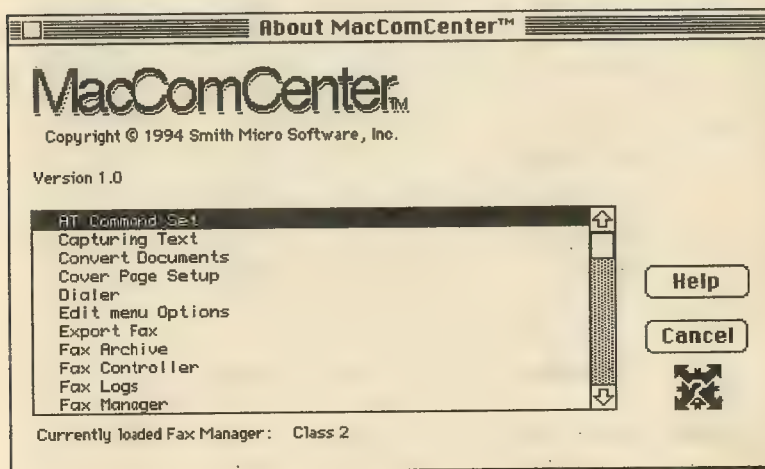 About MacComCenter™
MacComCenter™
Copyright © 1994 Smith Micro Software, Inc.
Version 1.0
AT Command Set
Capturing Text
Convert Documents
Cover Page Setup
Dialer
Edit menu Options
Export Fax
Fax Archive
Fax Controller
Fax Logs
Fax Manager
Help
Cancel
?
Currently loaded Fax Manager: Class 2